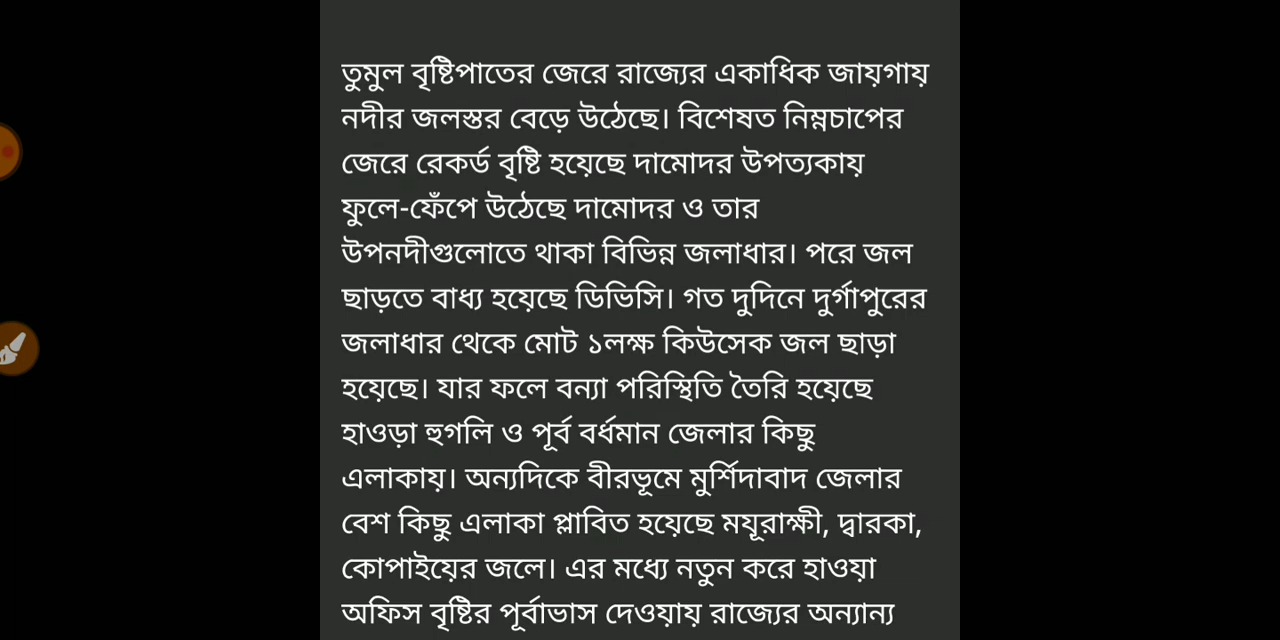 তুমুল বৃষ্টিপাতের জেরে রাজ্যের একাধিক জায়গায়
নদীর জলস্তর বেড়ে উঠেছে। বিশেষত নিম্নচাপের
জেরে রেকর্ড বৃষ্টি হয়েছে দামোদর উপত্যকায়
ফুলে-ফেঁপে উঠেছে দামোদর ও তার
উপনদীগুলোতে থাকা বিভিন্ন জলাধার। পরে জল
ছাড়তে বাধ্য হয়েছে ডিভিসি। গত দুদিনে দুর্গাপুরের
জলাধার থেকে মোট ১লক্ষ কিউসেক জল ছাড়া
হয়েছে। যার ফলে বন্যা পরিস্থিতি তৈরি হয়েছে
হাওড়া হুগলি ও পূর্ব বর্ধমান জেলার কিছু
এলাকায়। অন্যদিকে বীরভূমে মুর্শিদাবাদ জেলার
বেশ কিছু এলাকা প্লাবিত হয়েছে মযূরাক্ষী, দ্বারকা,
কোপাইয়ের জলে। এর মধ্যে নতুন করে হাওয়া
অফিস বৃষ্টির পূর্বাভাস দেওয়ায় রাজ্যের অন্যান্য